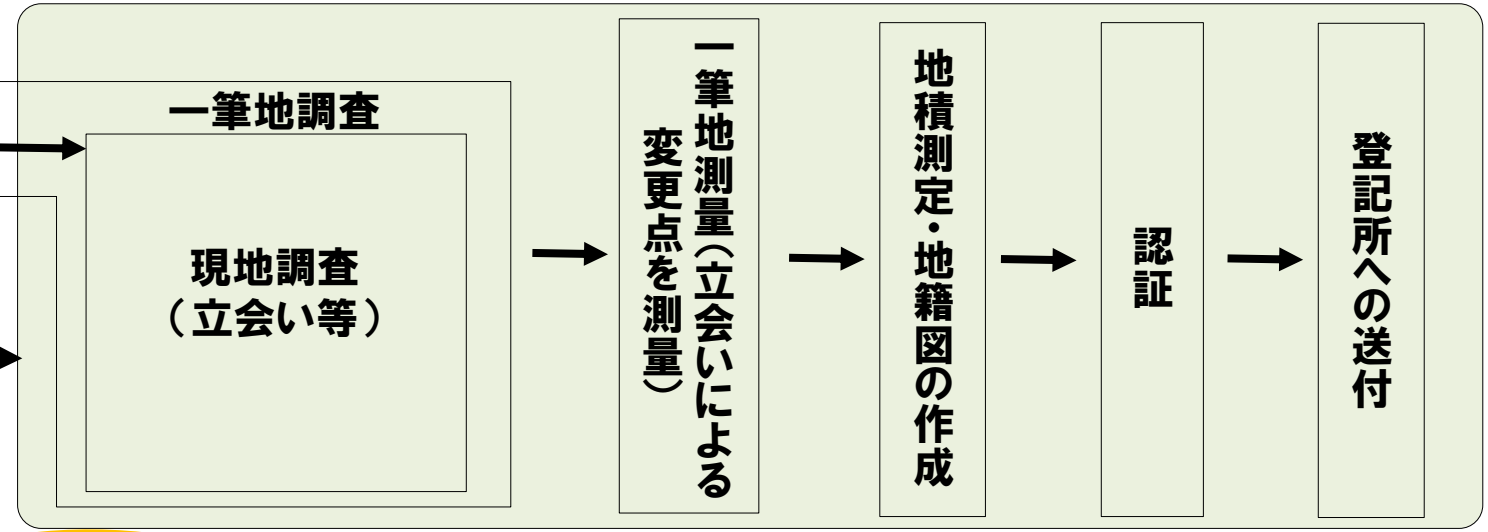 一筆地調査
現地調査
（立会い等）
一筆地測量（立会いによる
変更点を測量）
地積測定・地籍図の作成
認証
登記所への送付